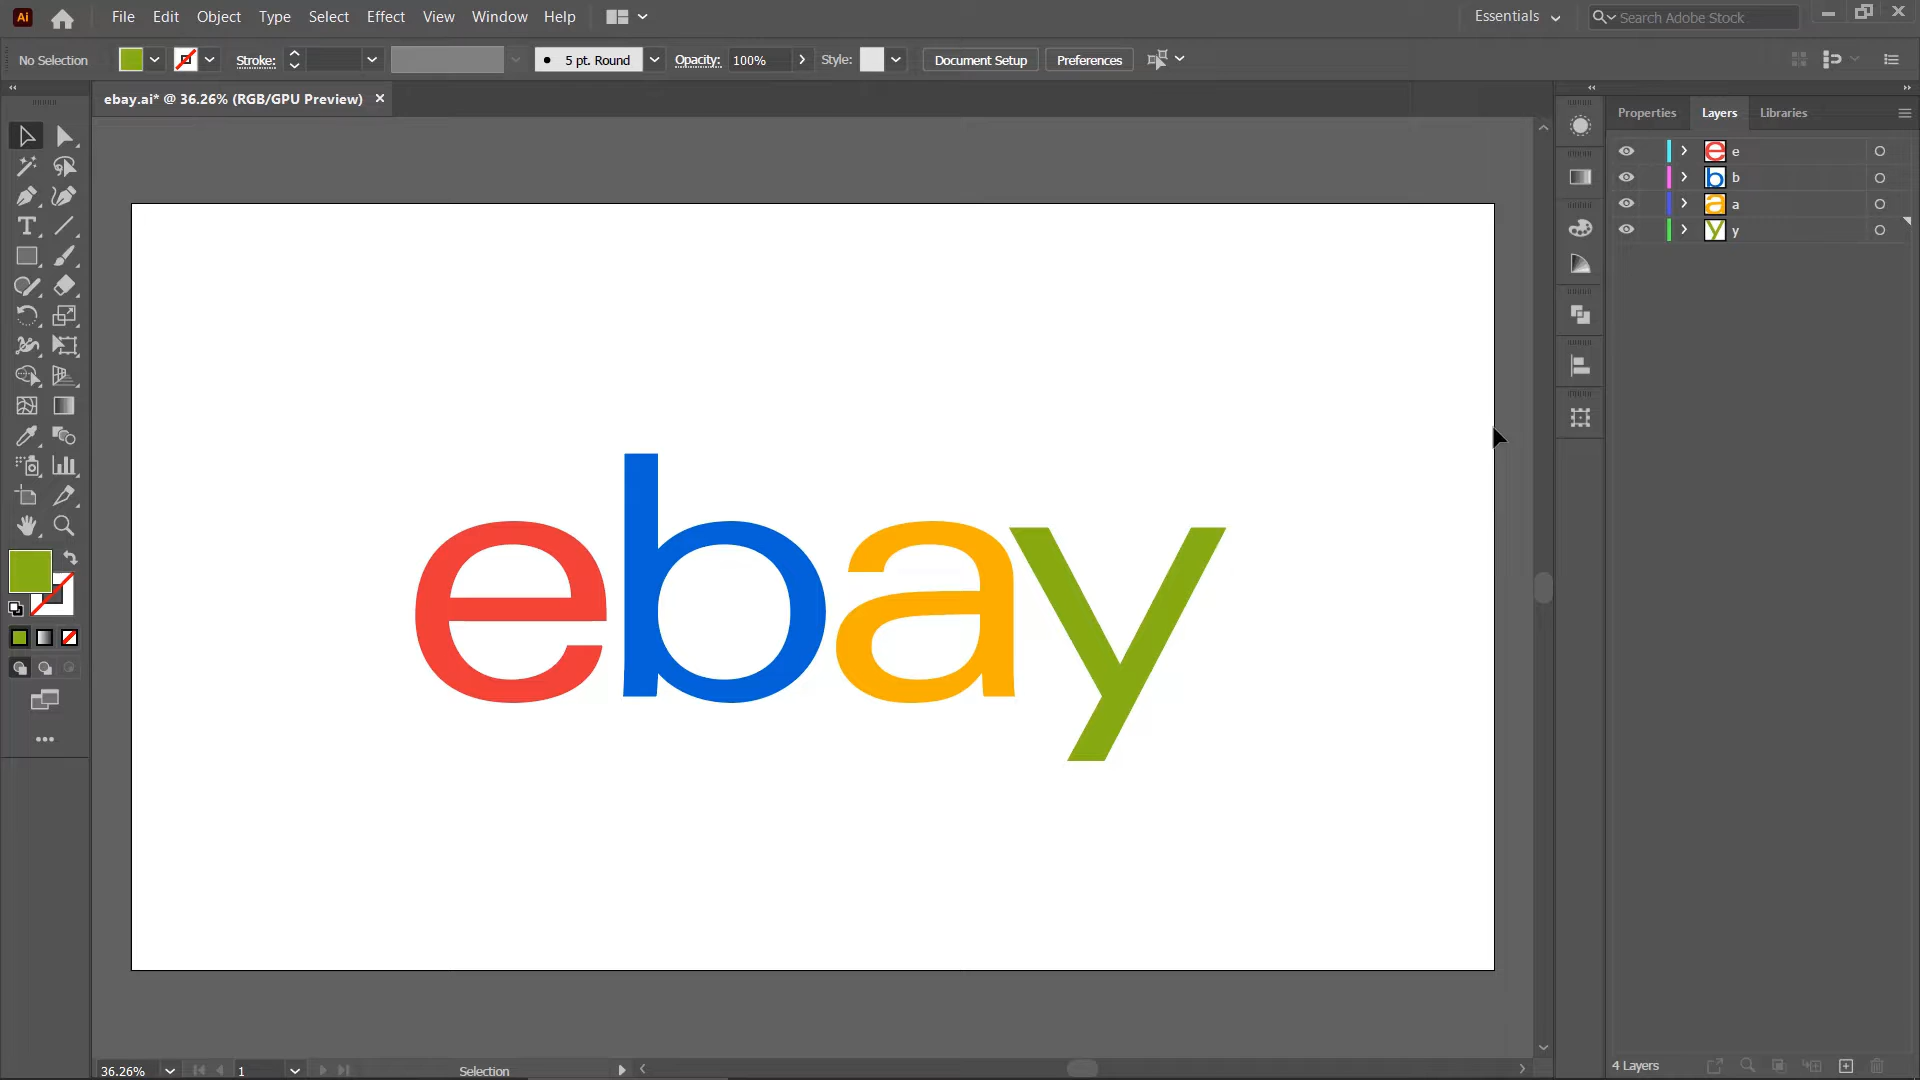 Ai File Edit Object Type Select Effect View Window Help Essentials Search Adobe Stock
No Selection Stroke: 5 pt. Round Opacity: 100% Style: Document Setup Preferences
ebay.ai* @ 36.26% (RGB/GPU Preview)
Properties Layers Libraries
e
b
a
y
ebay
4 Layers
36.26% 1 Selection